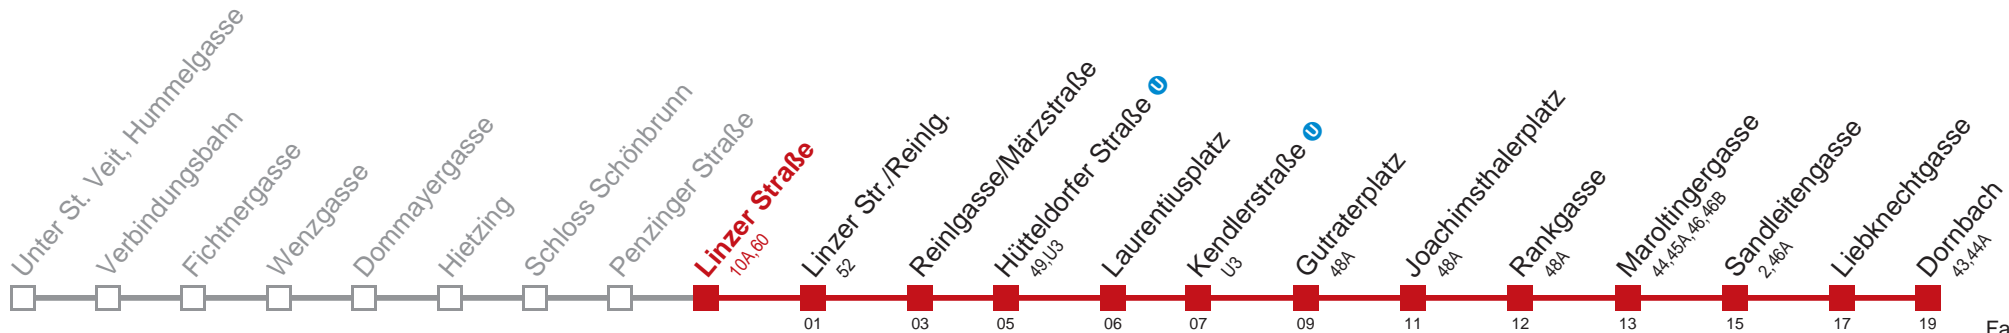 Unter St. Veit, Hummelgasse
Verbindungsbahn
Fichtnergasse
Wenzgasse
Dommayergasse
Hietzing
Schloss Schönbrunn
Penzinger Straße
Linzer Straße
10A,60
Linzer Str./Reinlg.
52
Reinlgasse/Märzstraße
Hütteldorfer Straße U
49,U3
Laurentiusplatz
Kendlerstraße U
U3
Gutraterplatz
48A
Joachimsthalerplatz
48A
Rankgasse
48A
Maroltingergasse
44,45A,46,46B
Sandleitengasse
2,46A
Liebknechtgasse
Dornbach
43,44A
01 03 05 06 07 09 11 12 13 15 17 19
Fa